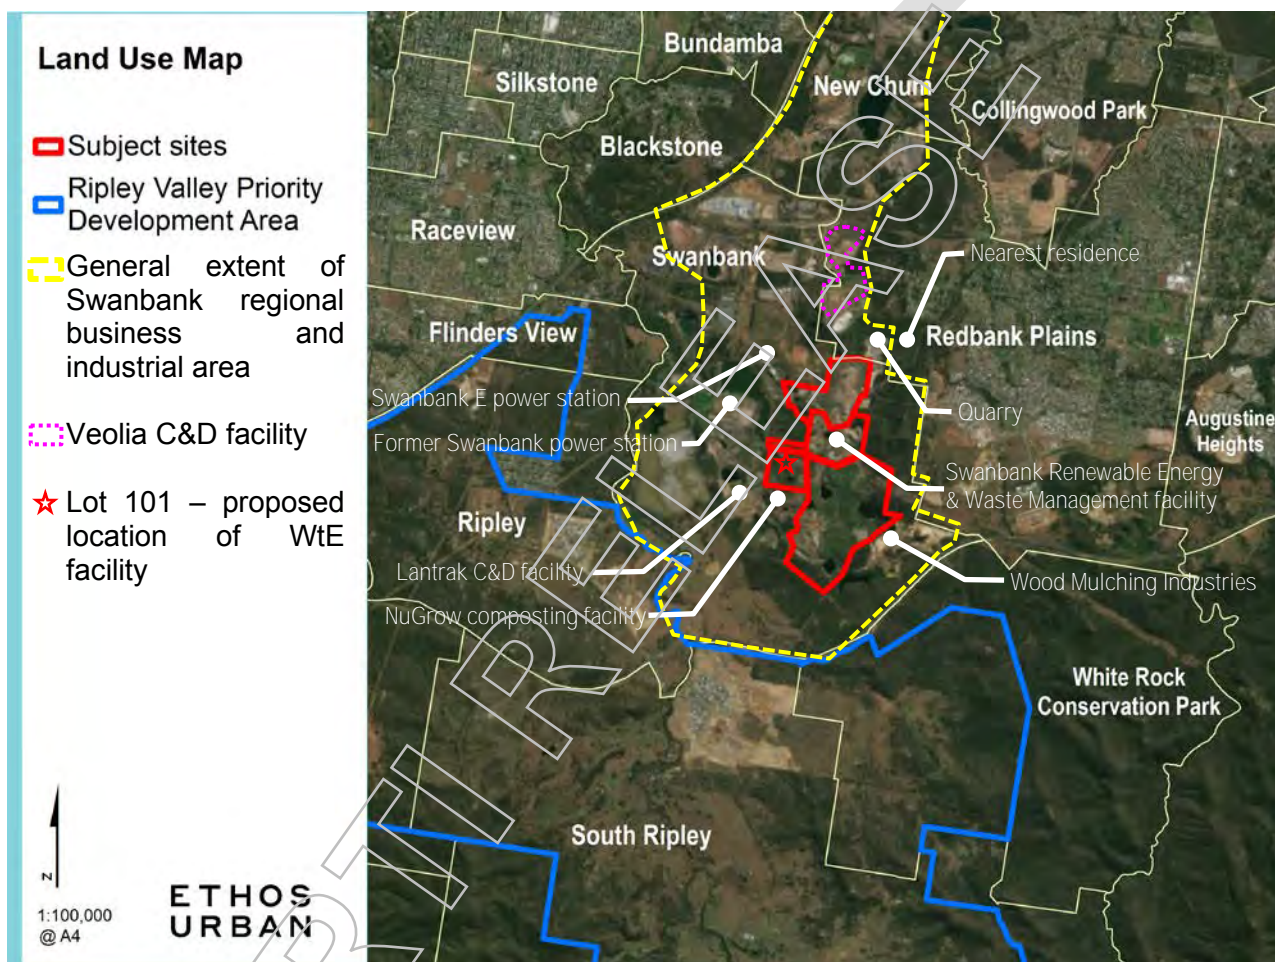 Land Use Map
Subject sites
Ripley Valley Priority
Development Area
General extent of
Swanbank regional
business and
industrial area
Veolia C&D facility
Lot 101 – proposed
location of WtE
facility
N
1:100,000
@ A4
ETHOS
URBAN
Bundamba
Silkstone
New Chum
Collingwood Park
Blackstone
Raceview
Swanbank
Nearest residence
Flinders View
Redbank Plains
Swanbank E power station
Quarry
Augustine
Heights
Former Swanbank power station
Swanbank Renewable Energy
& Waste Management facility
Ripley
Lantrak C&D facility
Wood Mulching Industries
NuGrow composting facility
White Rock
Conservation Park
South Ripley
RTI RELEASE